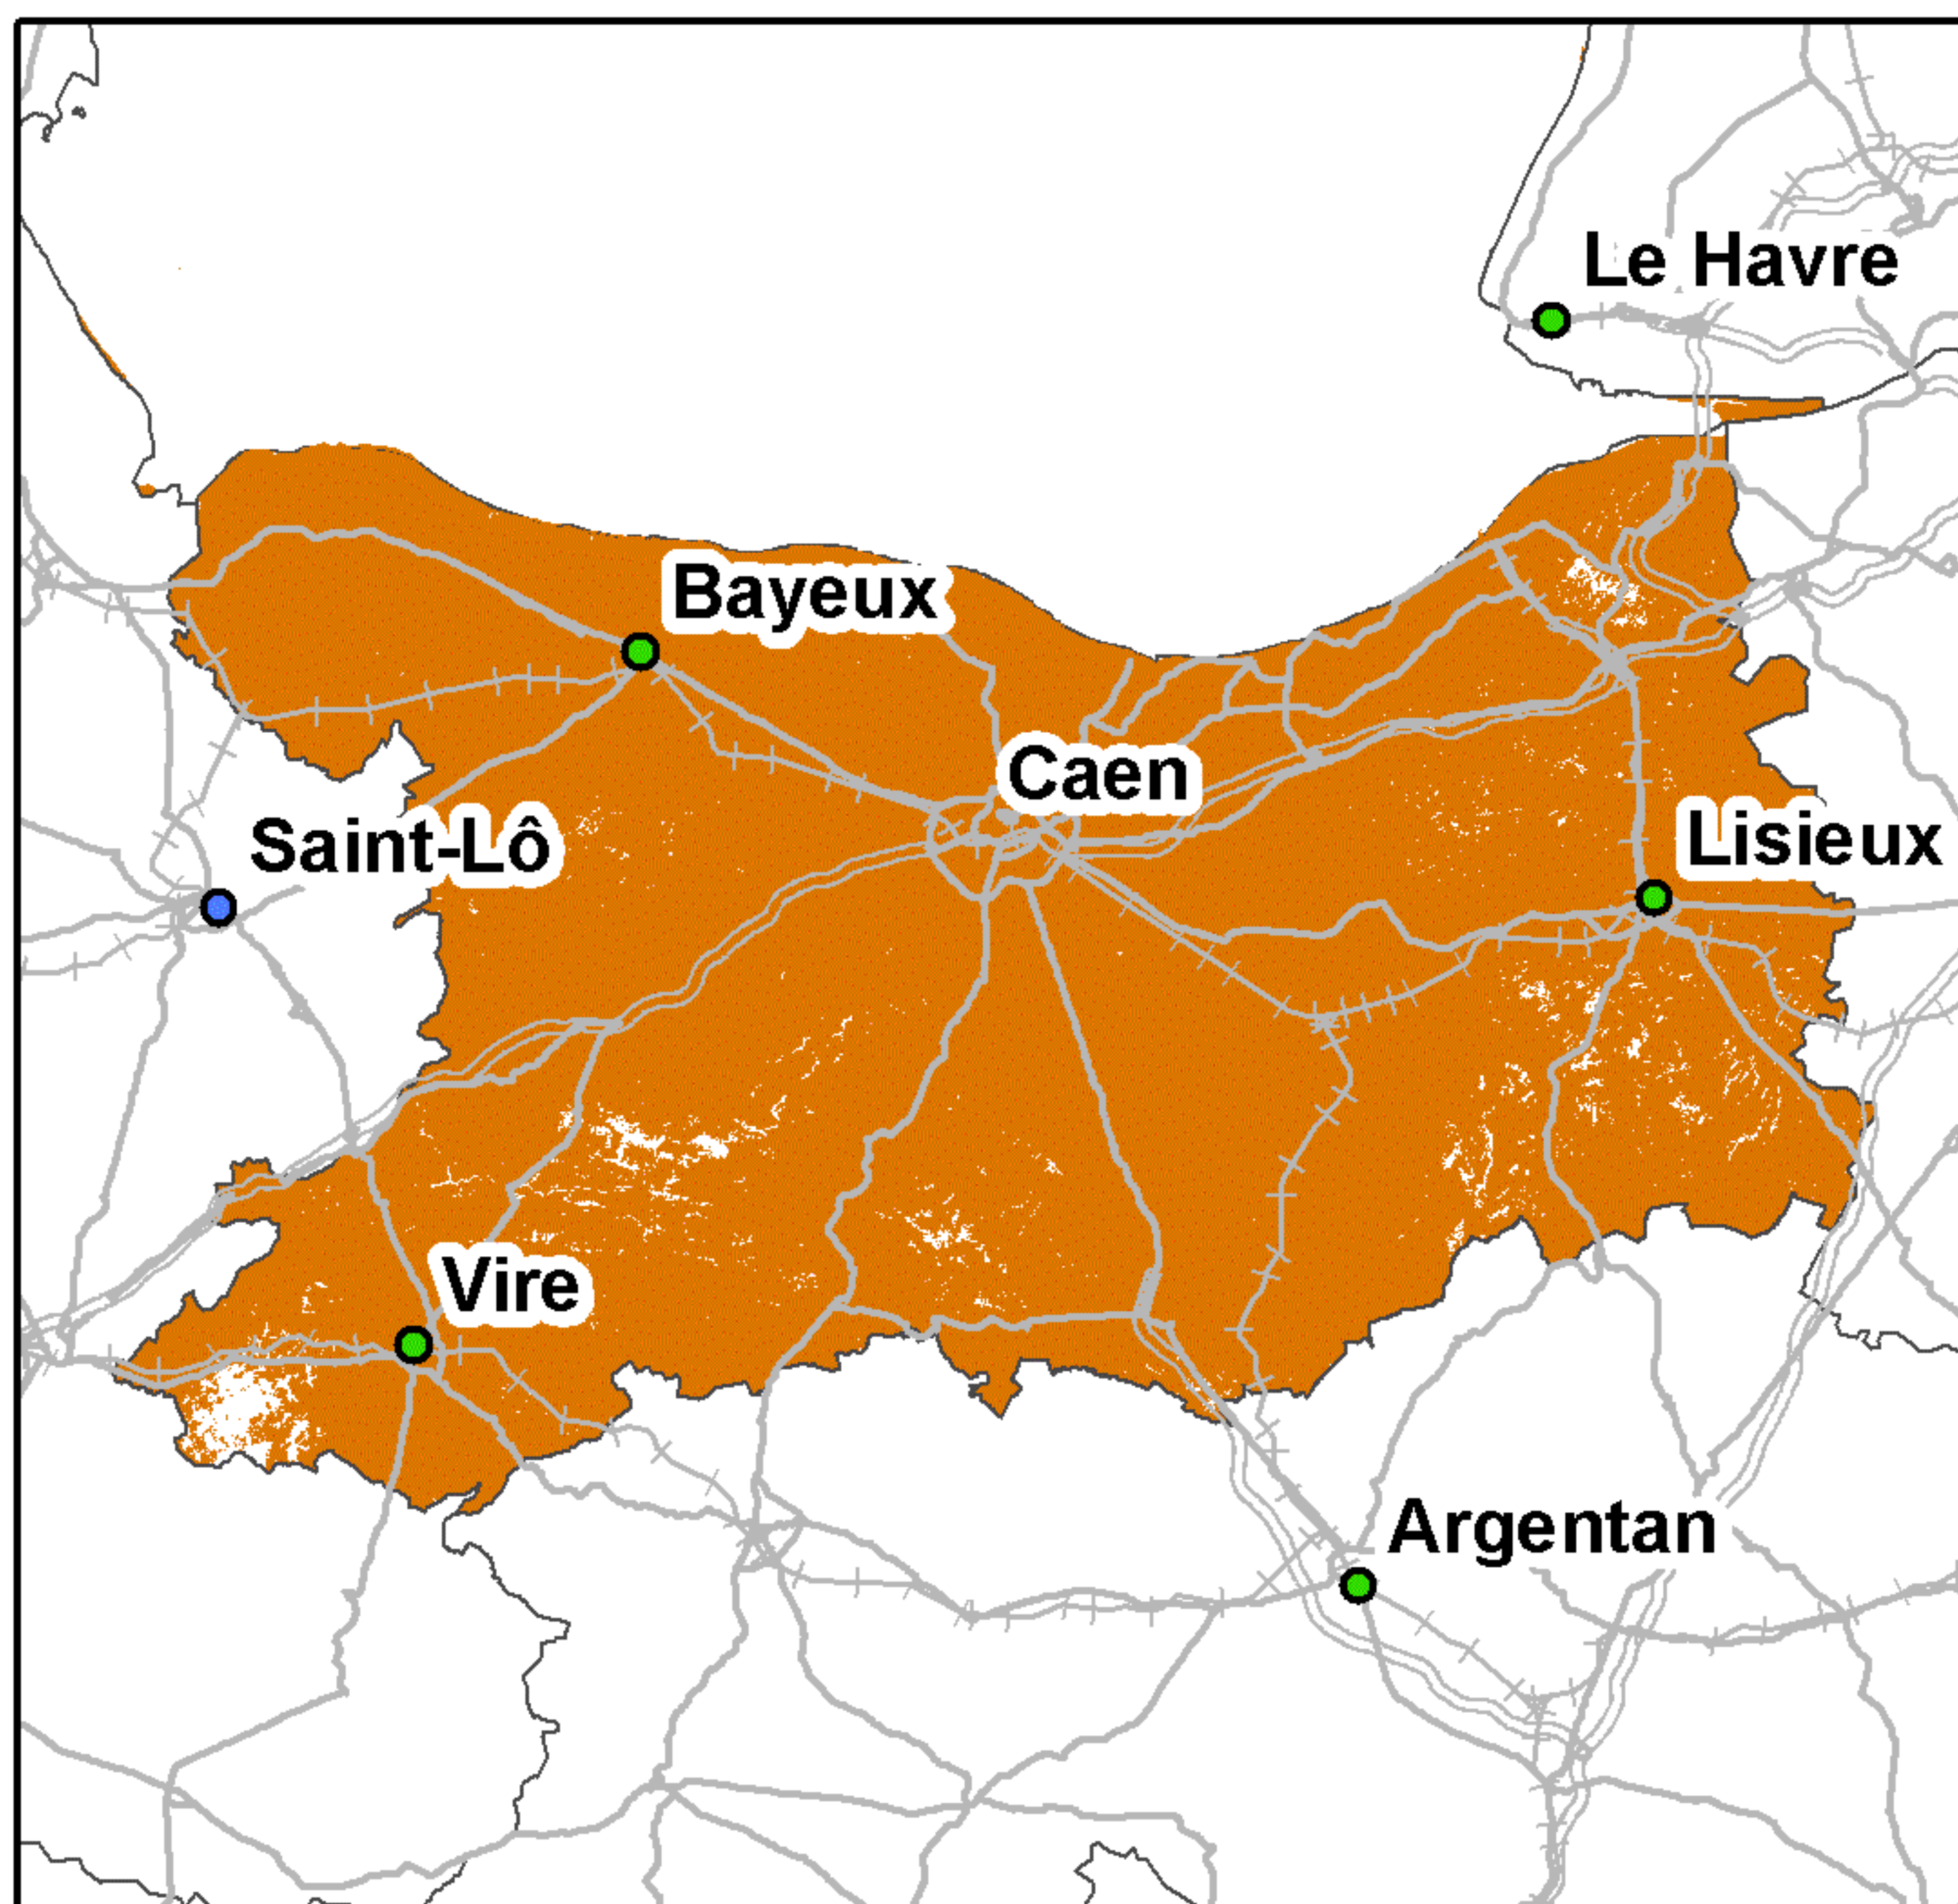 Le Havre
Bayeux
Caen
Saint-Lô
Lisieux
Vire
Argentan